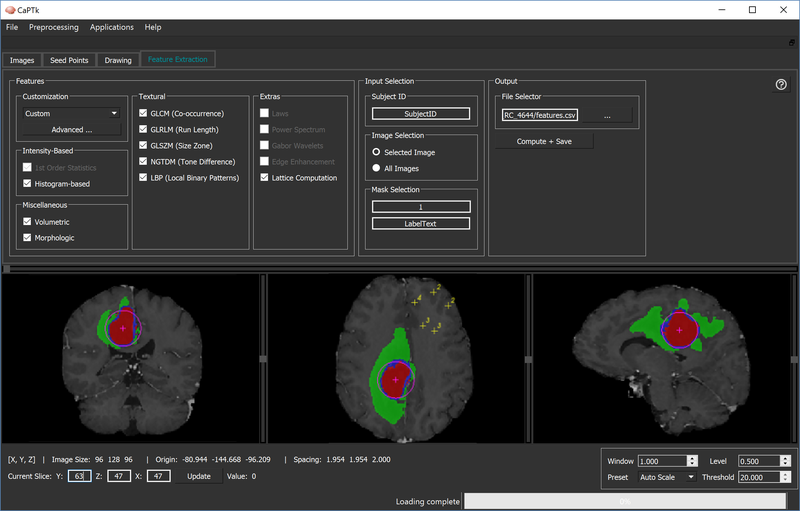 CaPTk
File Preprocessing Applications Help
Images Seed Points Drawing Feature Extraction
Features
Customization
Custom
Advanced ...
Intensity-Based
1st Order Statistics
Histogram-based
Miscellaneous
Volumetric
Morphologic
Textural
GLCM (Co-occurrence)
GLRLM (Run Length)
GLSZM (Size Zone)
NGTDM (Tone Difference)
LBP (Local Binary Patterns)
Extras
Laws
Power Spectrum
Gabor Wavelets
Edge Enhancement
Lattice Computation
Input Selection
Subject ID
SubjectID
Image Selection
Selected Image
All Images
Mask Selection
1
LabelText
Output
File Selector
RC_4644/features.csv ...
Compute + Save
?
2
4
2
3
3
[X, Y, Z] | Image Size: 96 128 96 | Origin: -80.944 -144.668 -96.209 | Spacing: 1.954 1.954 2.000
Current Slice: Y: 63 Z: 47 X: 47 Update Value: 0
Window 1.000 Level 0.500
Preset Auto Scale Threshold 20.000
Loading complete 0%